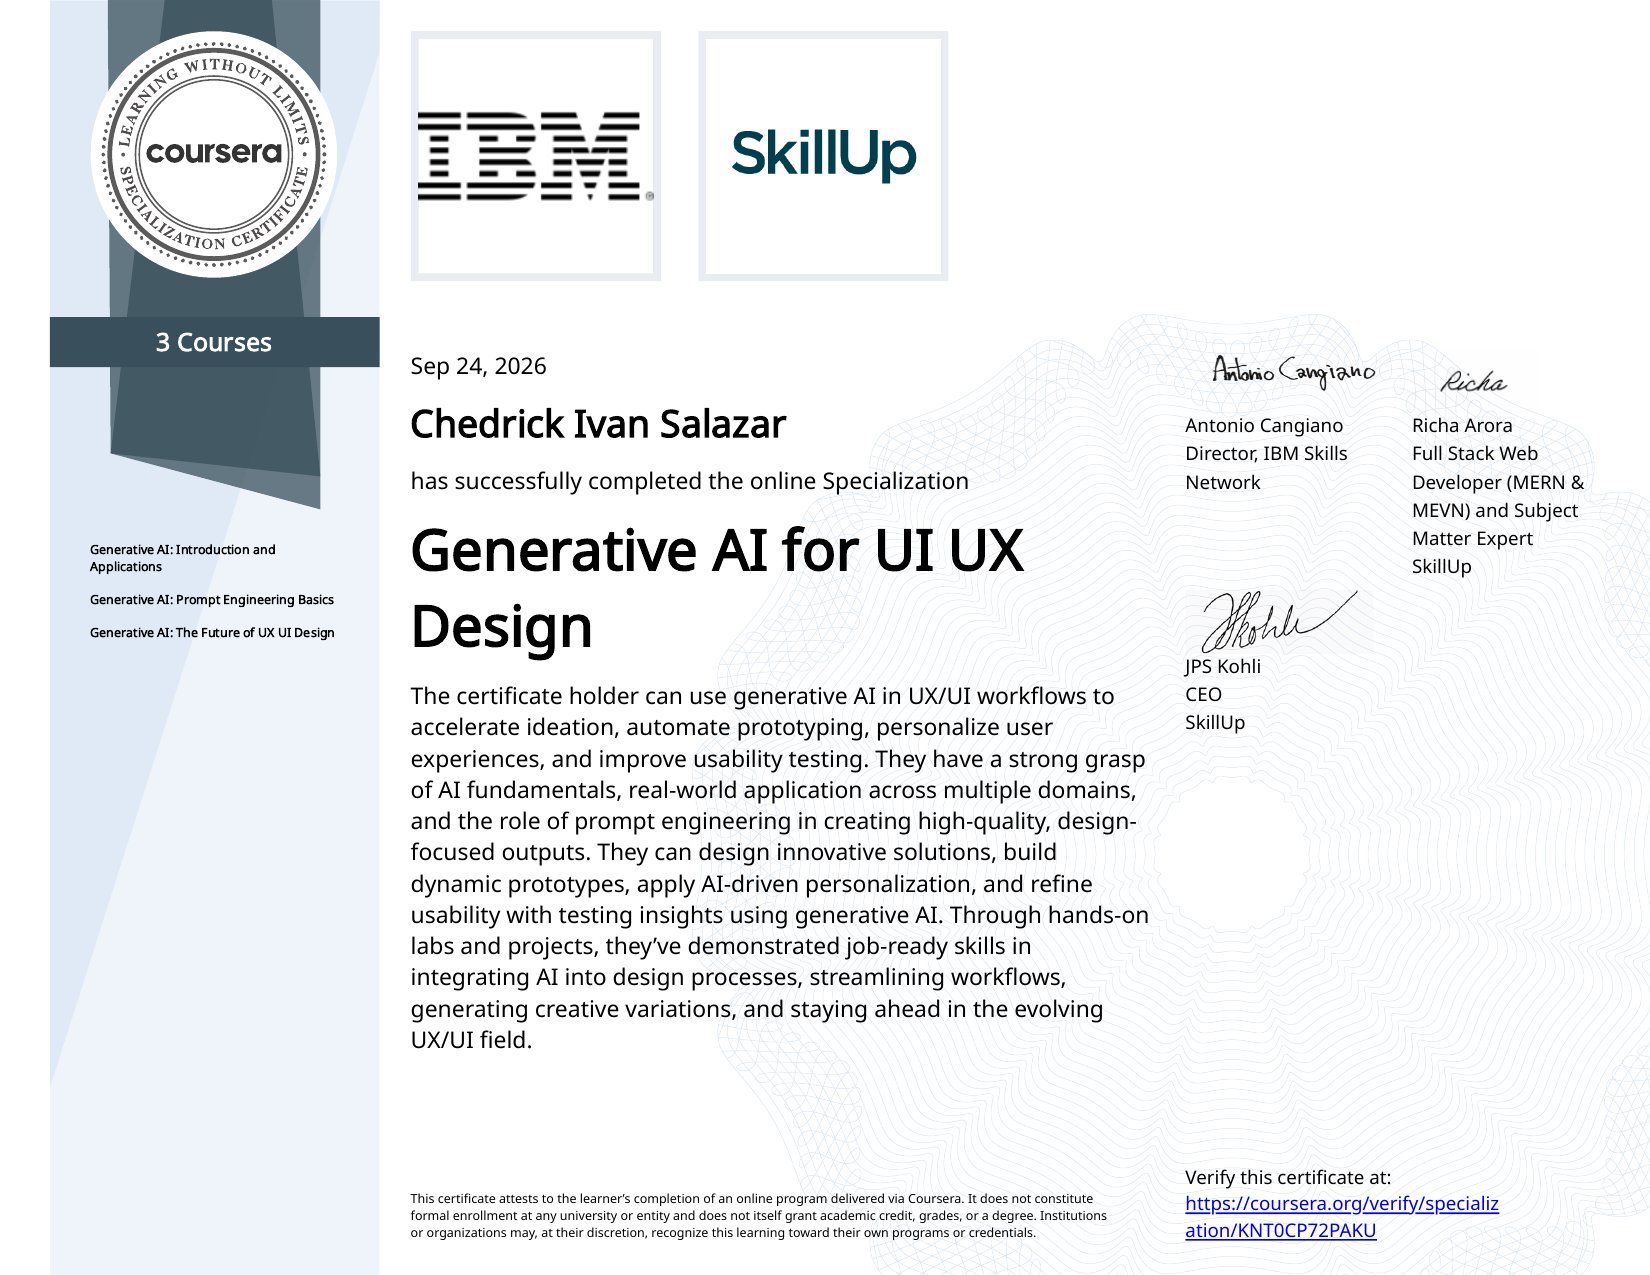 LEARNING WITHOUT LIMITS
coursera
SPECIALIZATION CERTIFICATE
IBM®
SkillUp
3 Courses
Generative AI: Introduction and
Applications
Generative AI: Prompt Engineering Basics
Generative AI: The Future of UX UI Design
Sep 24, 2026
Chedrick Ivan Salazar
has successfully completed the online Specialization
Generative AI for UI UX
Design
The certificate holder can use generative AI in UX/UI workflows to
accelerate ideation, automate prototyping, personalize user
experiences, and improve usability testing. They have a strong grasp
of AI fundamentals, real-world application across multiple domains,
and the role of prompt engineering in creating high-quality, design-
focused outputs. They can design innovative solutions, build
dynamic prototypes, apply AI-driven personalization, and refine
usability with testing insights using generative AI. Through hands-on
labs and projects, they’ve demonstrated job-ready skills in
integrating AI into design processes, streamlining workflows,
generating creative variations, and staying ahead in the evolving
UX/UI field.
Antonio Cangiano
Antonio Cangiano
Director, IBM Skills
Network
Richa
Richa Arora
Full Stack Web
Developer (MERN &
MEVN) and Subject
Matter Expert
SkillUp
JPS Kohli
CEO
SkillUp
This certificate attests to the learner’s completion of an online program delivered via Coursera. It does not constitute
formal enrollment at any university or entity and does not itself grant academic credit, grades, or a degree. Institutions
or organizations may, at their discretion, recognize this learning toward their own programs or credentials.
Verify this certificate at:
https://coursera.org/verify/specializ
ation/KNT0CP72PAKU